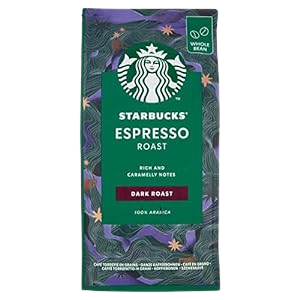 WHOLE
BEAN
STARBUCKS
ESPRESSO
ROAST
RICH AND
CARAMELLY NOTES
DARK ROAST
100% ARABICA